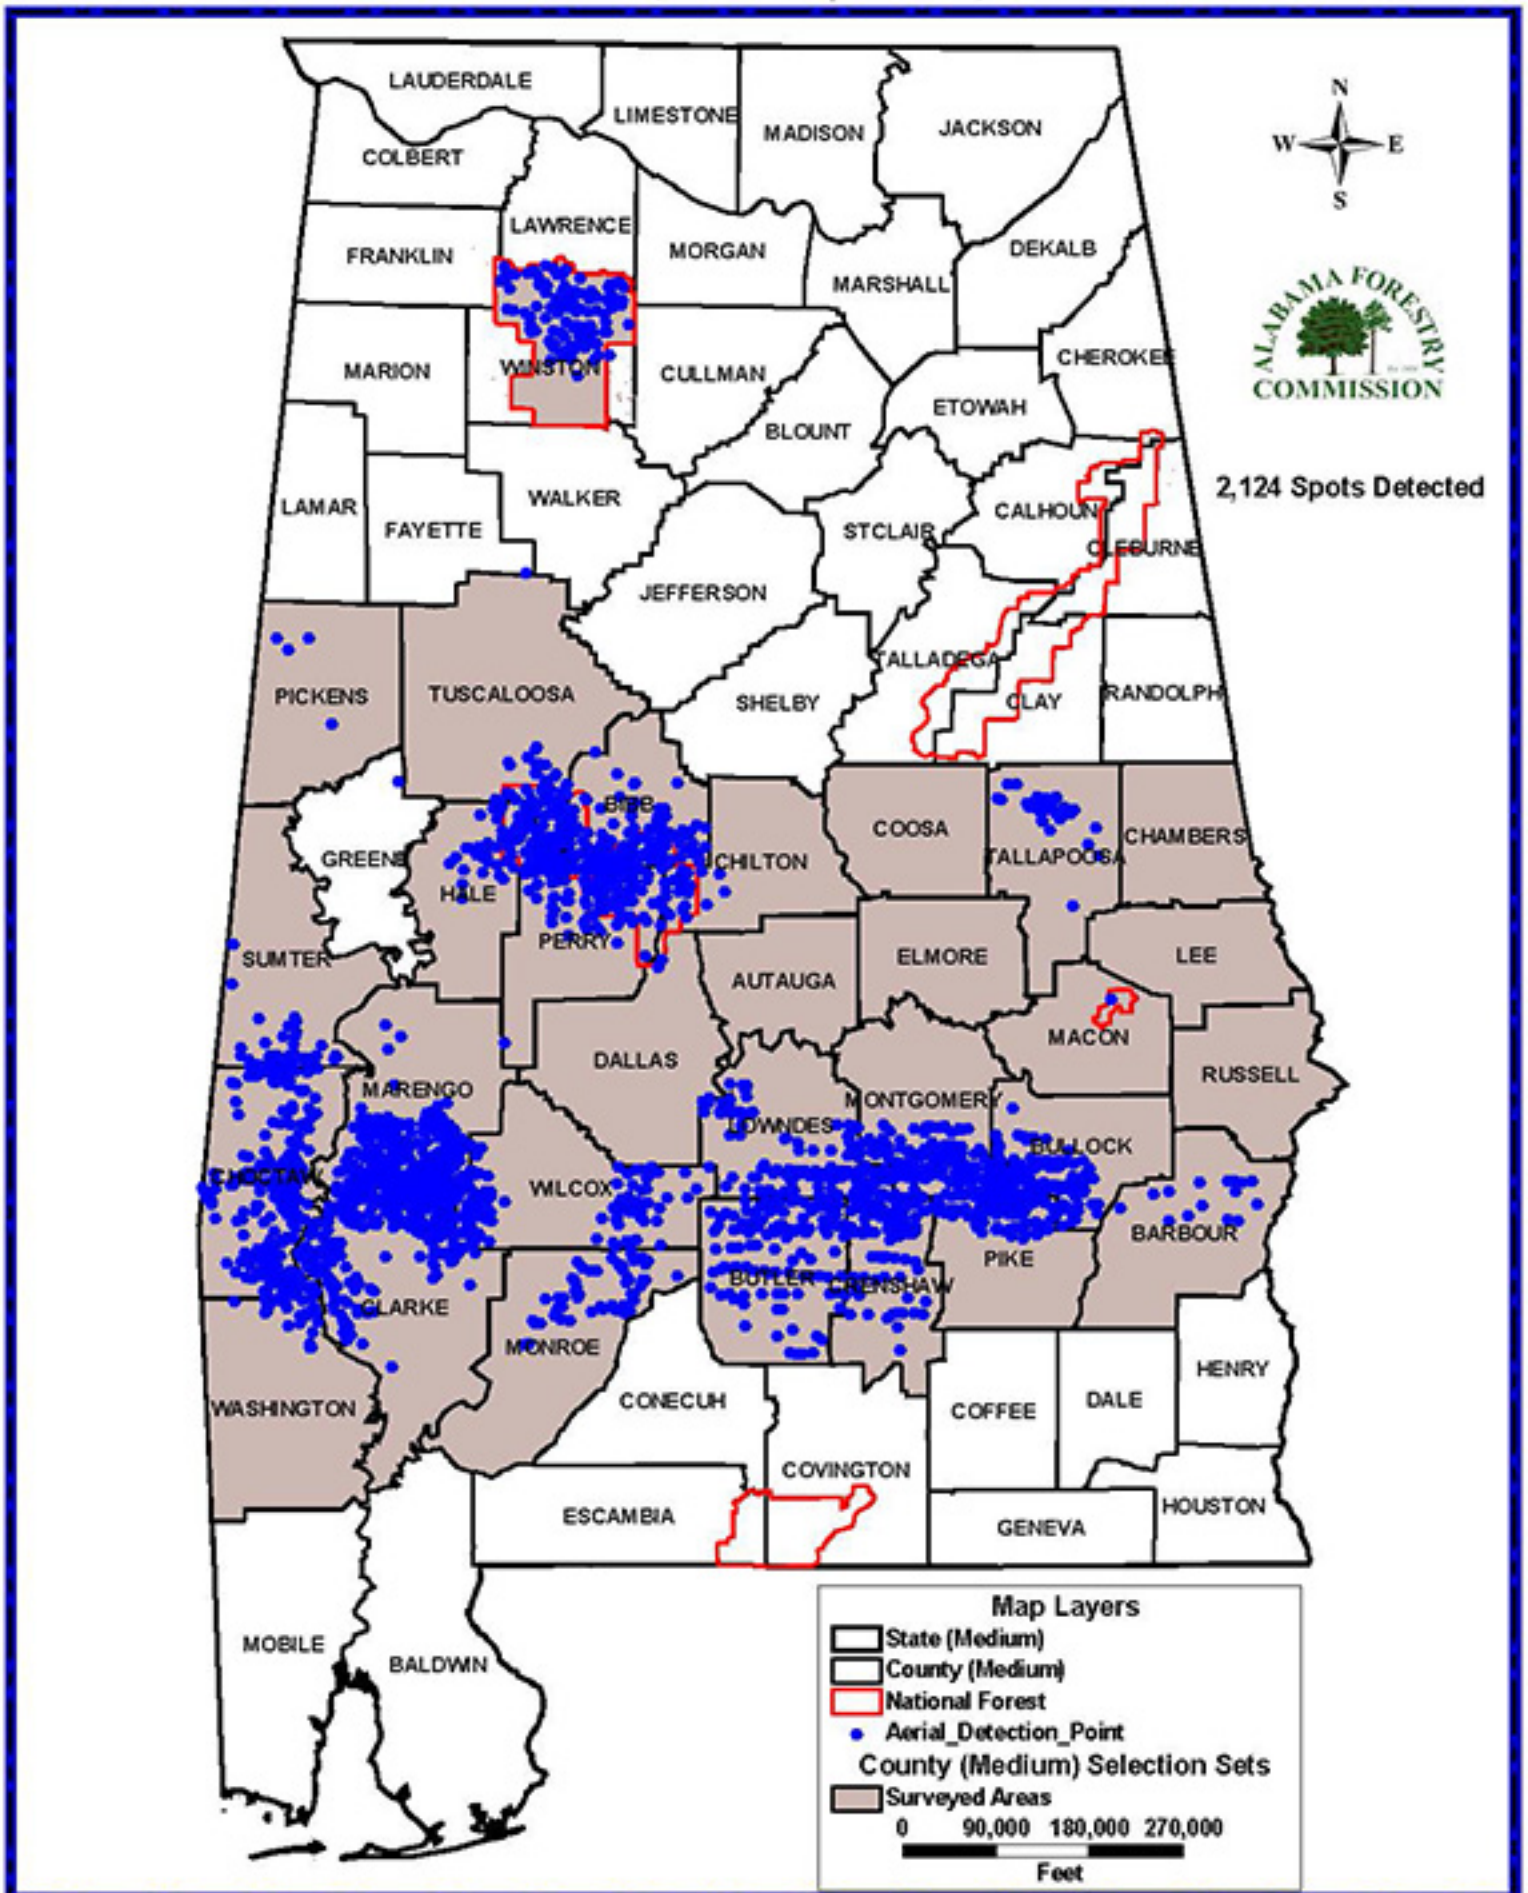 LAUDERDALE
LIMESTONE
MADISON
JACKSON
COLBERT
N
W E
S
LAWRENCE
FRANKLIN
MORGAN
DEKALB
MARSHALL
ALABAMA FORESTRY
COMMISSION
MARION
WINSTON
CULLMAN
CHEROKEE
ETOWAH
BLOUNT
2,124 Spots Detected
LAMAR
FAYETTE
WALKER
STCLAIR
CALHOUN
CLEBURNE
JEFFERSON
TALLADEGA
PICKENS
TUSCALOOSA
SHELBY
CLAY
RANDOLPH
BIBB
COOSA
CHAMBERS
GREENE
CHILTON
TALLAPOOSA
HALE
PERRY
SUMTER
AUTAUGA
ELMORE
LEE
MACON
DALLAS
RUSSELL
MARENGO
MONTGOMERY
LOWNDES
BULLOCK
CHOCTAW
WILCOX
BARBOUR
PIKE
BUTLER
CRENSHAW
CLARKE
MONROE
WASHINGTON
CONECUH
COFFEE
DALE
HENRY
COVINGTON
ESCAMBIA
GENEVA
HOUSTON
MOBILE
BALDWIN
Map Layers
State (Medium)
County (Medium)
National Forest
Aerial_Detection_Point
County (Medium) Selection Sets
Surveyed Areas
0 90,000 180,000 270,000
Feet